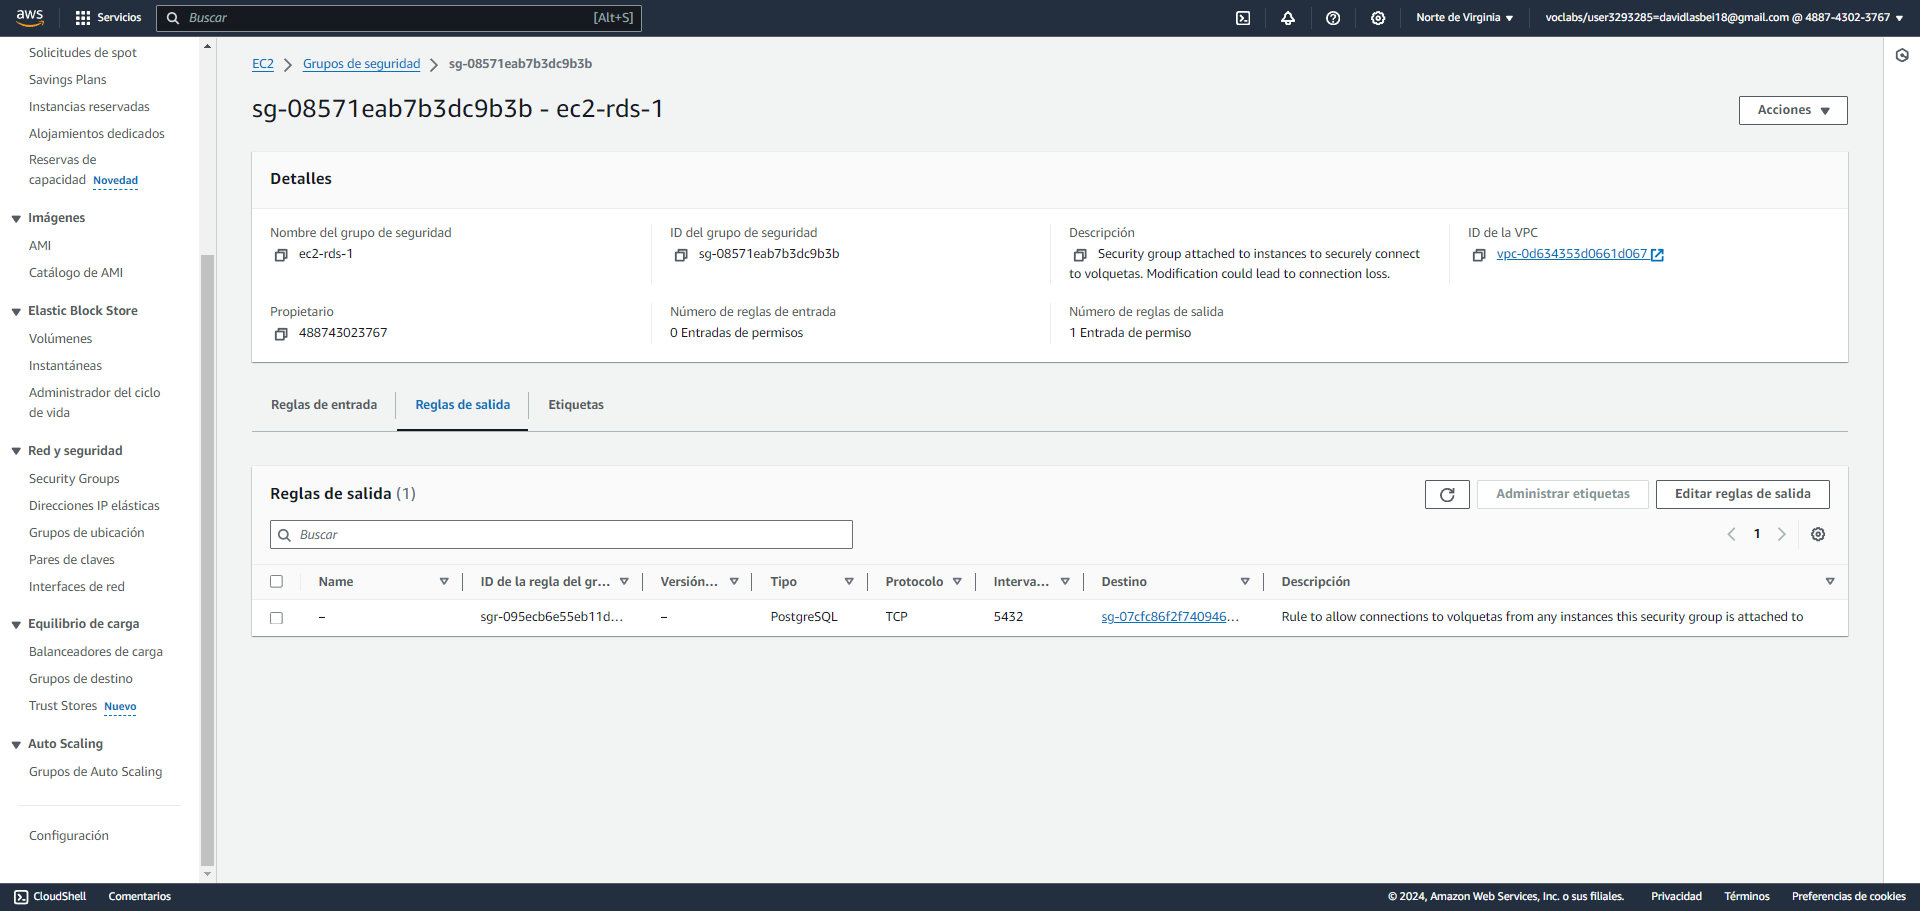 aws
Servicios
Buscar
[Alt+S]
Norte de Virginia
voclabs/user3293285=davidlasbei18@gmail.com @ 4887-4302-3767
Solicitudes de spot
Savings Plans
Instancias reservadas
Alojamientos dedicados
Reservas de
capacidad Novedad
Imágenes
AMI
Catálogo de AMI
Elastic Block Store
Volúmenes
Instantáneas
Administrador del ciclo
de vida
Red y seguridad
Security Groups
Direcciones IP elásticas
Grupos de ubicación
Pares de claves
Interfaces de red
Equilibrio de carga
Balanceadores de carga
Grupos de destino
Trust Stores Nuevo
Auto Scaling
Grupos de Auto Scaling
Configuración
EC2 Grupos de seguridad sg-08571eab7b3dc9b3b
sg-08571eab7b3dc9b3b - ec2-rds-1
Acciones
Detalles
Nombre del grupo de seguridad
ec2-rds-1
ID del grupo de seguridad
sg-08571eab7b3dc9b3b
Descripción
Security group attached to instances to securely connect
to volquetas. Modification could lead to connection loss.
ID de la VPC
vpc-0d634353d0661d067
Propietario
488743023767
Número de reglas de entrada
0 Entradas de permisos
Número de reglas de salida
1 Entrada de permiso
Reglas de entrada
Reglas de salida
Etiquetas
Reglas de salida (1)
Administrar etiquetas
Editar reglas de salida
Buscar
1
Name ID de la regla del gr... Versión... Tipo Protocolo Interva... Destino Descripción
– sgr-095ecb6e55eb11d... – PostgreSQL TCP 5432 sg-07cfc86f2f740946... Rule to allow connections to volquetas from any instances this security group is attached to
CloudShell
Comentarios
© 2024, Amazon Web Services, Inc. o sus filiales.
Privacidad
Términos
Preferencias de cookies